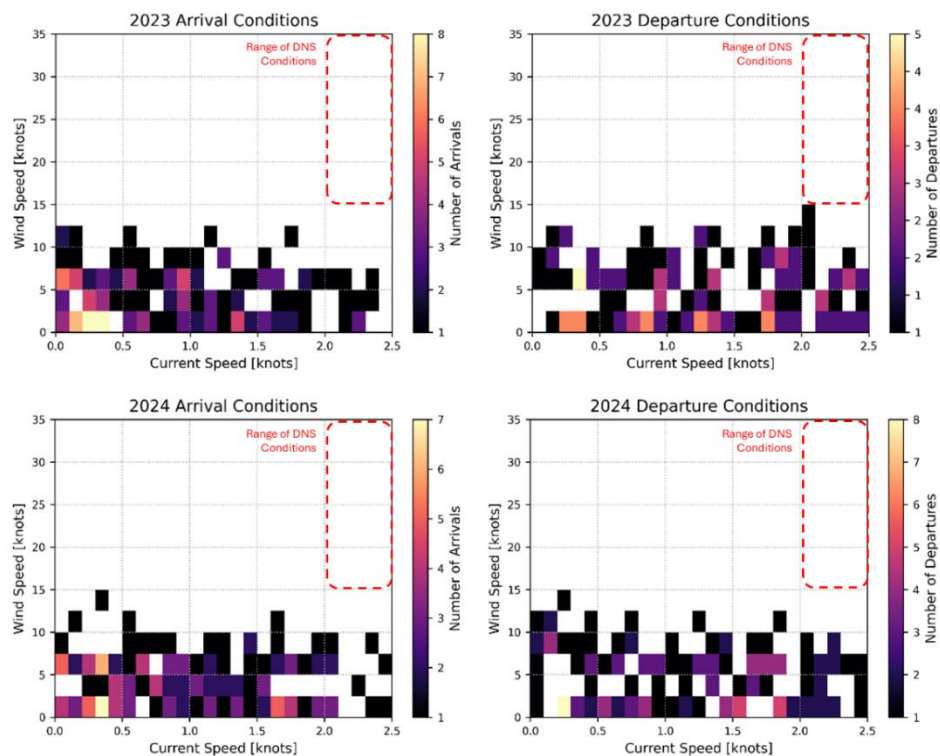 2023 Arrival Conditions
35
30
25
20
15
10
5
0
Wind Speed [knots]
Range of DNS
Conditions
0.0 0.5 1.0 1.5 2.0 2.5
Current Speed [knots]
8
7
6
5
4
3
2
1
Number of Arrivals
2023 Departure Conditions
35
30
25
20
15
10
5
0
Wind Speed [knots]
Range of DNS
Conditions
0.0 0.5 1.0 1.5 2.0 2.5
Current Speed [knots]
5
4
4
3
3
2
2
1
1
Number of Departures
2024 Arrival Conditions
35
30
25
20
15
10
5
0
Wind Speed [knots]
Range of DNS
Conditions
0.0 0.5 1.0 1.5 2.0 2.5
Current Speed [knots]
7
6
5
4
3
2
1
Number of Arrivals
2024 Departure Conditions
35
30
25
20
15
10
5
0
Wind Speed [knots]
Range of DNS
Conditions
0.0 0.5 1.0 1.5 2.0 2.5
Current Speed [knots]
8
7
6
5
4
3
2
1
Number of Departures